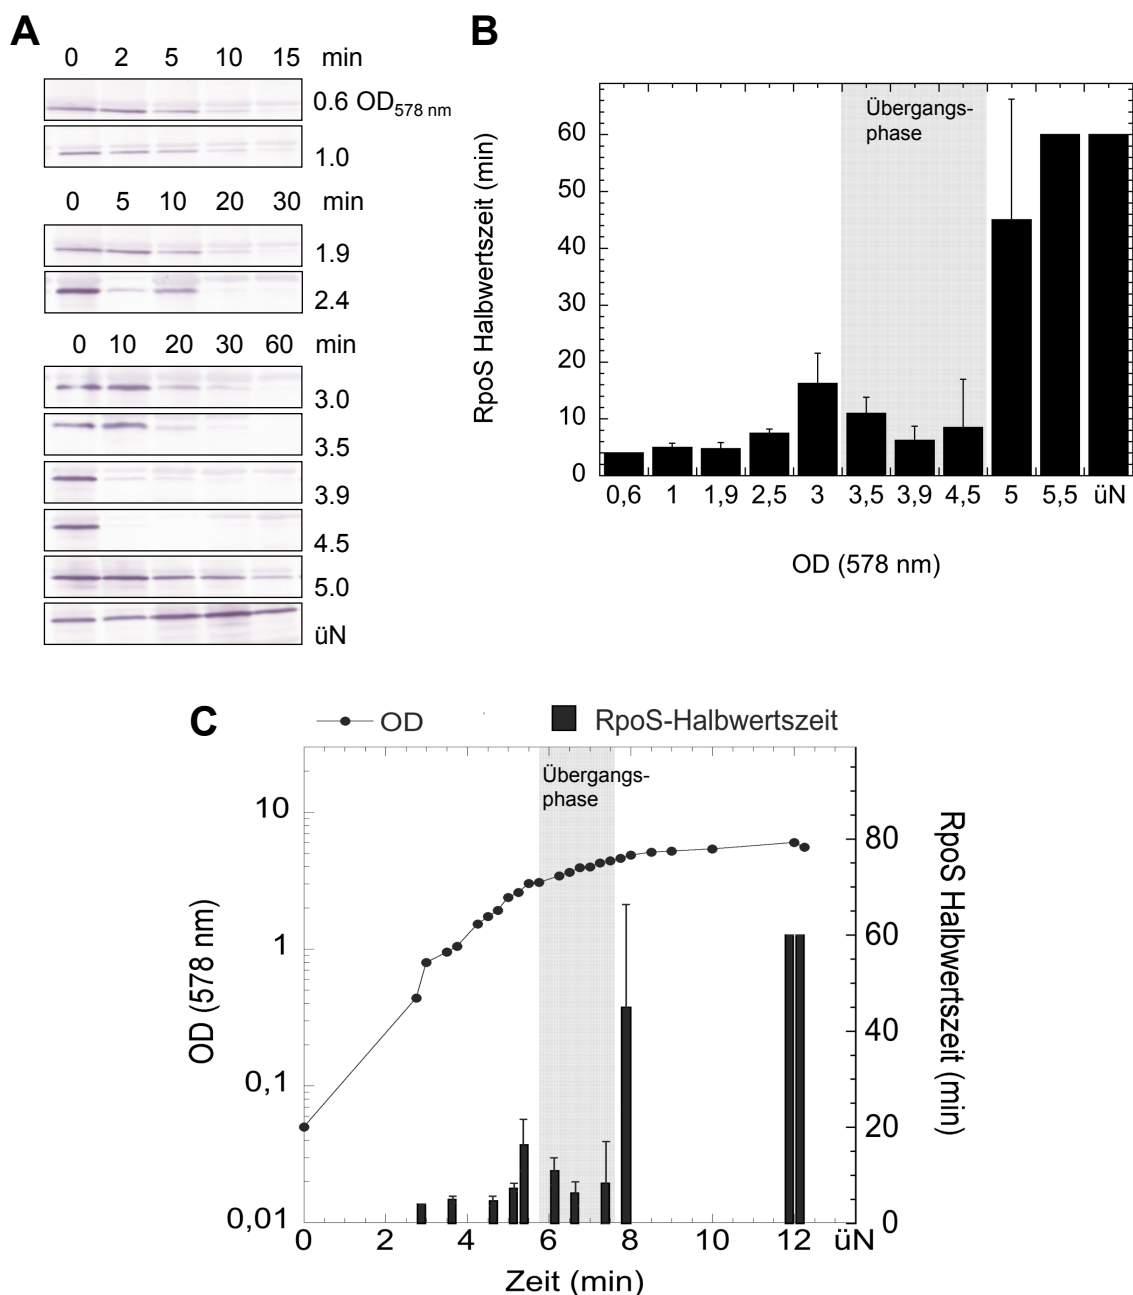 A
0 2 5 10 15 min
0.6 OD578 nm
1.0
0 5 10 20 30 min
1.9
2.4
0 10 20 30 60 min
3.0
3.5
3.9
4.5
5.0
üN
B
RpoS Halbwertszeit (min)
60
50
40
30
20
10
0
Übergangs-
phase
0,6 1 1,9 2,5 3 3,5 3,9 4,5 5 5,5 üN
OD (578 nm)
C
OD
RpoS-Halbwertszeit
Übergangs-
phase
OD (578 nm)
10
1
0,1
0,01
80
60
40
20
0
RpoS Halbwertszeit (min)
0 2 4 6 8 10 12 üN
Zeit (min)